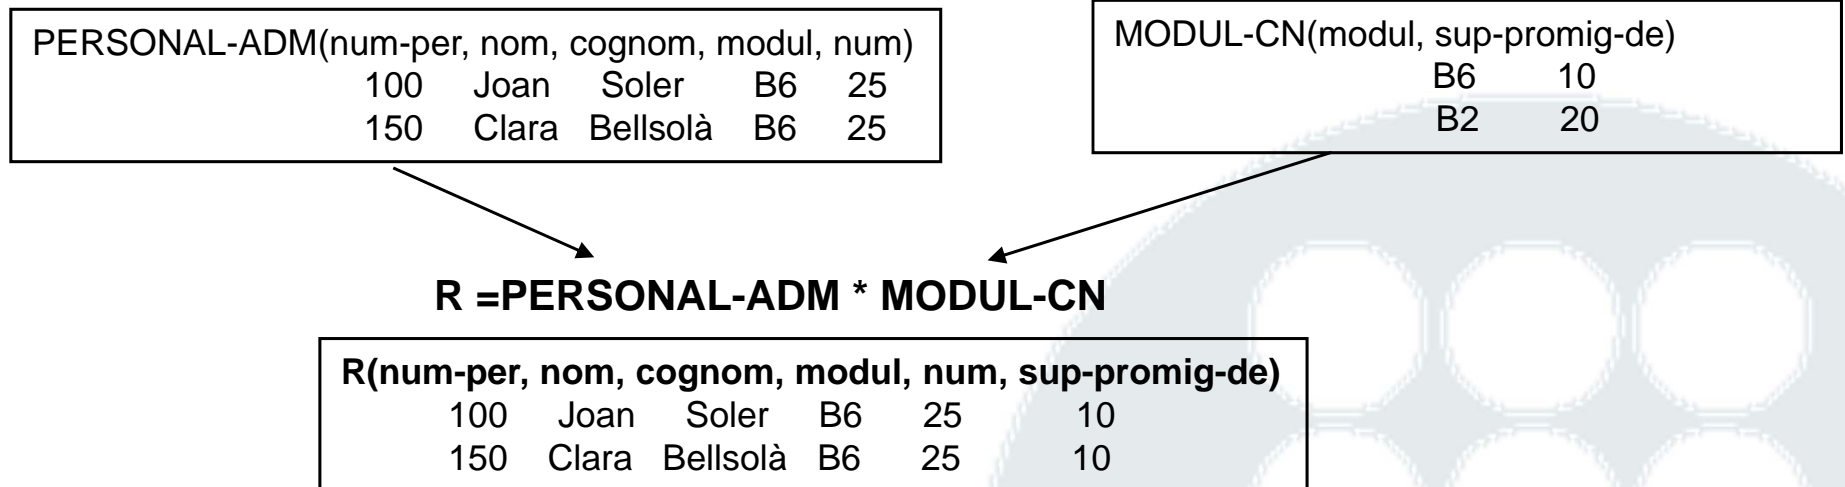 PERSONAL-ADM(num-per, nom, cognom, modul, num)
100 Joan Soler B6 25
150 Clara Bellsolà B6 25
MODUL-CN(modul, sup-promig-de)
B6 10
B2 20
R =PERSONAL-ADM * MODUL-CN
R(num-per, nom, cognom, modul, num, sup-promig-de)
100 Joan Soler B6 25 10
150 Clara Bellsolà B6 25 10